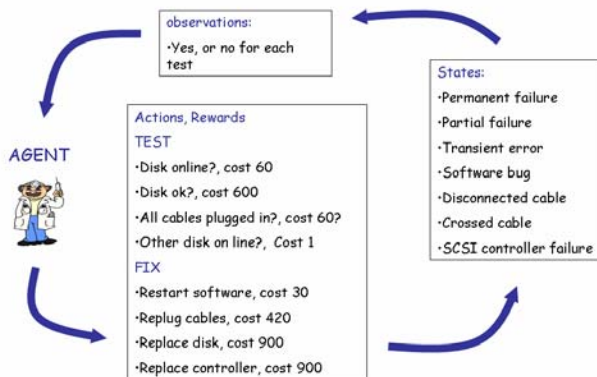 observations:
•Yes, or no for each
test
States:
•Permanent failure
•Partial failure
•Transient error
•Software bug
•Disconnected cable
•Crossed cable
•SCSI controller failure
AGENT
Actions, Rewards
TEST
•Disk online?, cost 60
•Disk ok?, cost 600
•All cables plugged in?, cost 60?
•Other disk on line?, Cost 1
FIX
•Restart software, cost 30
•Replug cables, cost 420
•Replace disk, cost 900
•Replace controller, cost 900